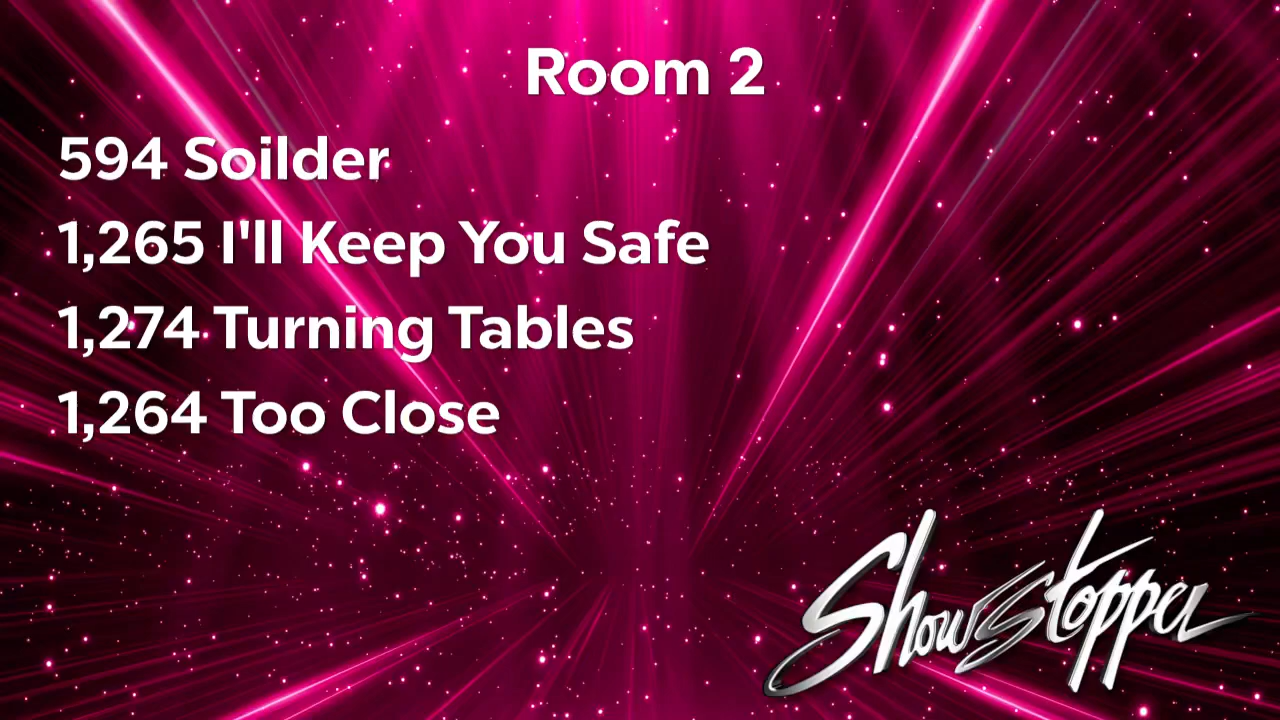 Room 2
594 Soilder
1,265 I'll Keep You Safe
1,274 Turning Tables
1,264 Too Close
ShowStopper